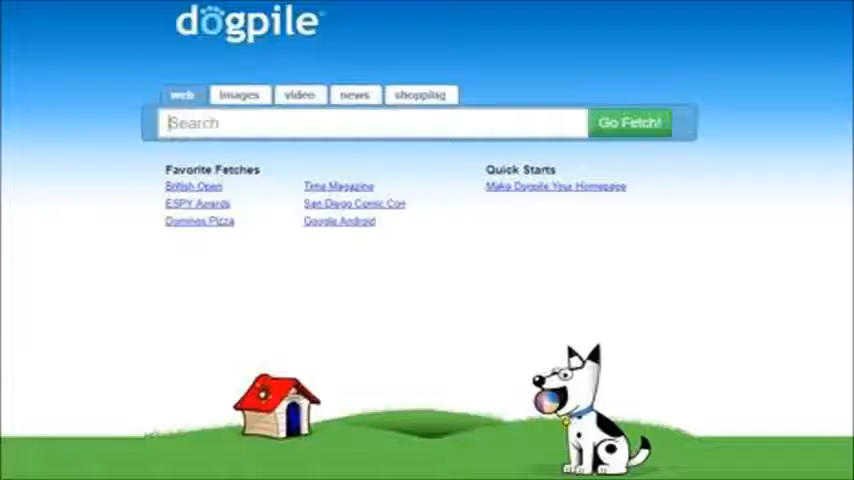 dogpile
web images video news shopping
Search Go Fetch!
Favorite Fetches Quick Starts
British Open Time Magazine Make Dogpile Your Homepage
ESPY Awards San Diego Comic Con
Dominos Pizza Google Android